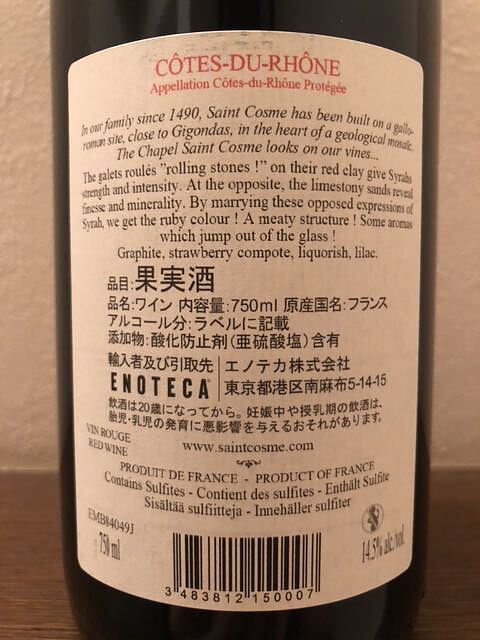 CÔTES-DU-RHÔNE
Appellation Côtes-du-Rhône Protégée
In our family since 1490, Saint Cosme has been built on a gallo-
roman site, close to Gigondas, in the heart of a geological mosaic.
The Chapel Saint Cosme looks on our vines...
The galets roulés "rolling stones !" on their red clay give Syrahs
strength and intensity. At the opposite, the limestony sands reveal
finesse and minerality. By marrying these opposed expressions of
Syrah, we get the ruby colour ! A meaty structure ! Some aromas
which jump out of the glass !
Graphite, strawberry compote, liquorish, lilac.
品目:果実酒
品名:ワイン 内容量:750ml 原産国名:フランス
アルコール分:ラベルに記載
添加物:酸化防止剤(亜硫酸塩)含有
輸入者及び引取先 エノテカ株式会社
ENOTECA 東京都港区南麻布5-14-15
飲酒は20歳になってから。妊娠中や授乳期の飲酒は、
胎児・乳児の発育に悪影響を与えるおそれがあります。
VIN ROUGE
RED WINE
www.saintcosme.com
PRODUIT DE FRANCE - PRODUCT OF FRANCE
Contains Sulfites - Contient des sulfites - Enthält Sulfite
Sisältää sulfiitteja - Innehåller sulfiter
EMB84049J
750 ml
14.5% alc./vol.
3 483812 150007